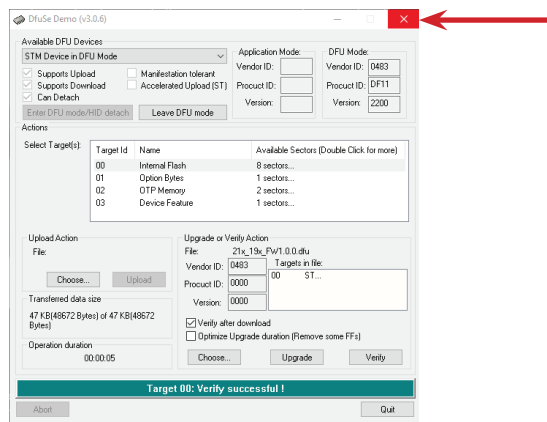 DfuSe Demo (v3.0.6)
Available DFU Devices
STM Device in DFU Mode
Supports Upload
Manifestation tolerant
Supports Download
Accelerated Upload (ST)
Can Detach
Enter DFU mode/HID detach
Leave DFU mode
Application Mode:
Vendor ID:
Procuct ID:
Version:
DFU Mode:
Vendor ID: 0483
Procuct ID: DF11
Version: 2200
Actions
Select Target(s):
Target Id Name Available Sectors (Double Click for more)
00 Internal Flash 8 sectors...
01 Option Bytes 1 sectors...
02 OTP Memory 2 sectors...
03 Device Feature 1 sectors...
Upload Action
File:
Choose...
Upload
Transferred data size
47 KB(48672 Bytes) of 47 KB(48672
Bytes)
Operation duration
00:00:05
Upgrade or Verify Action
File: 21x_19x_FW1.0.0.dfu
Vendor ID: 0483
Procuct ID: 0000
Version: 0000
Targets in file:
00 ST...
Verify after download
Optimize Upgrade duration (Remove some FFs)
Choose...
Upgrade
Verify
Target 00: Verify successful !
Abort
Quit